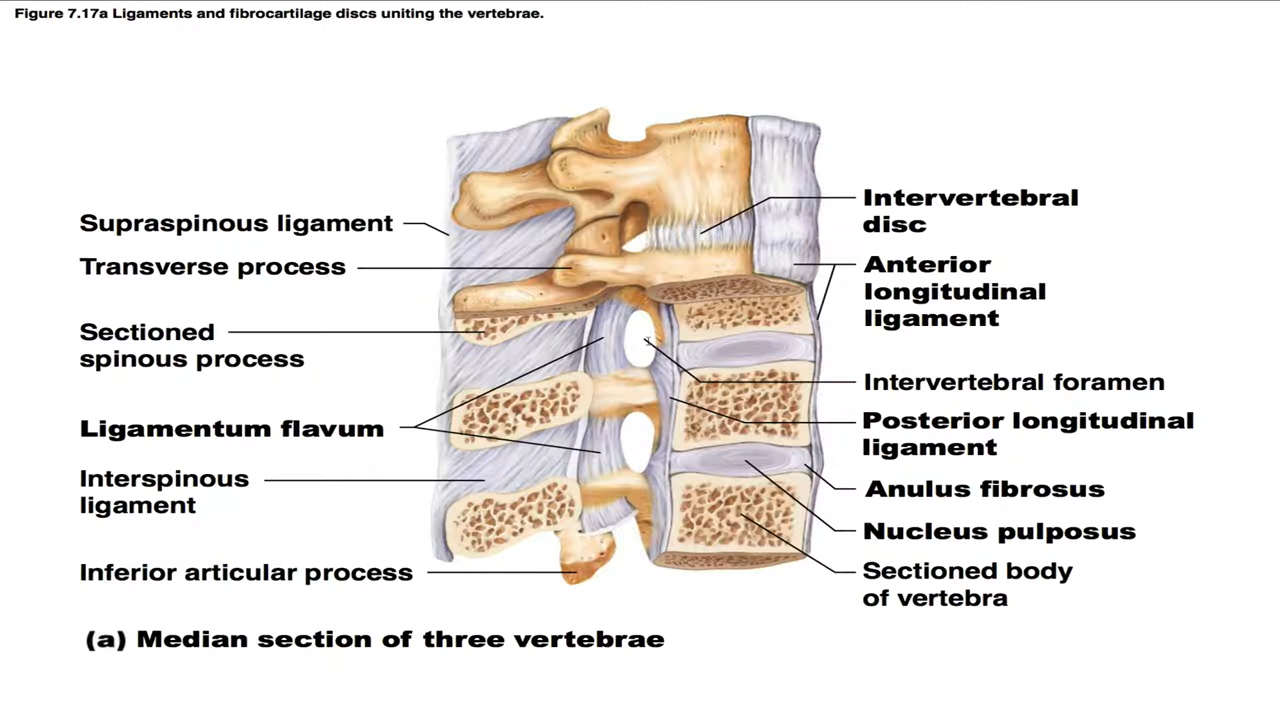 Figure 7.17a Ligaments and fibrocartilage discs uniting the vertebrae.
Supraspinous ligament
Transverse process
Sectioned
spinous process
Ligamentum flavum
Interspinous
ligament
Inferior articular process
Intervertebral
disc
Anterior
longitudinal
ligament
Intervertebral foramen
Posterior longitudinal
ligament
Anulus fibrosus
Nucleus pulposus
Sectioned body
of vertebra
(a) Median section of three vertebrae